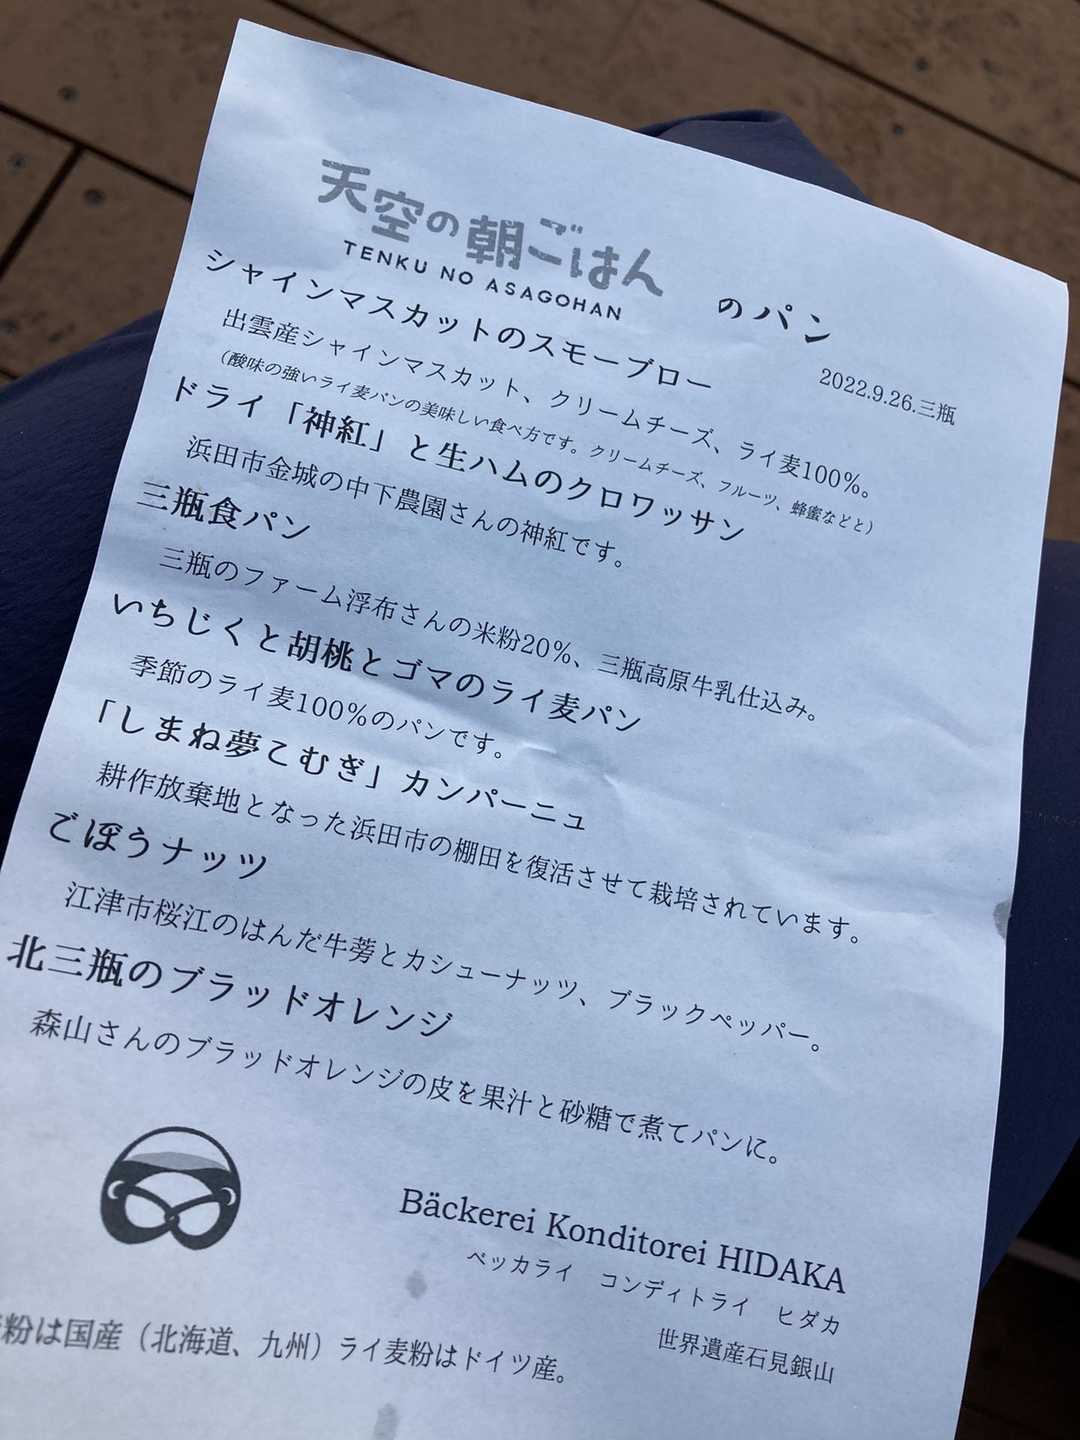 天空の朝ごはん のパン
TENKU NO ASAGOHAN
2022.9.26.三瓶
シャインマスカットのスモーブロー
出雲産シャインマスカット、クリームチーズ、ライ麦100%。
（酸味の強いライ麦パンの美味しい食べ方です。クリームチーズ、フルーツ、蜂蜜などと）
ドライ「神紅」と生ハムのクロワッサン
浜田市金城の中下農園さんの神紅です。
三瓶食パン
三瓶のファーム浮布さんの米粉20%、三瓶高原牛乳仕込み。
いちじくと胡桃とゴマのライ麦パン
季節のライ麦100%のパンです。
「しまね夢こむぎ」カンパーニュ
耕作放棄地となった浜田市の棚田を復活させて栽培されています。
ごぼうナッツ
江津市桜江のはんだ牛蒡とカシューナッツ、ブラックペッパー。
北三瓶のブラッドオレンジ
森山さんのブラッドオレンジの皮を果汁と砂糖で煮てパンに。
Bäckerei Konditorei HIDAKA
ベッカライ コンディトライ ヒダカ
世界遺産石見銀山
粉は国産（北海道、九州）ライ麦粉はドイツ産。